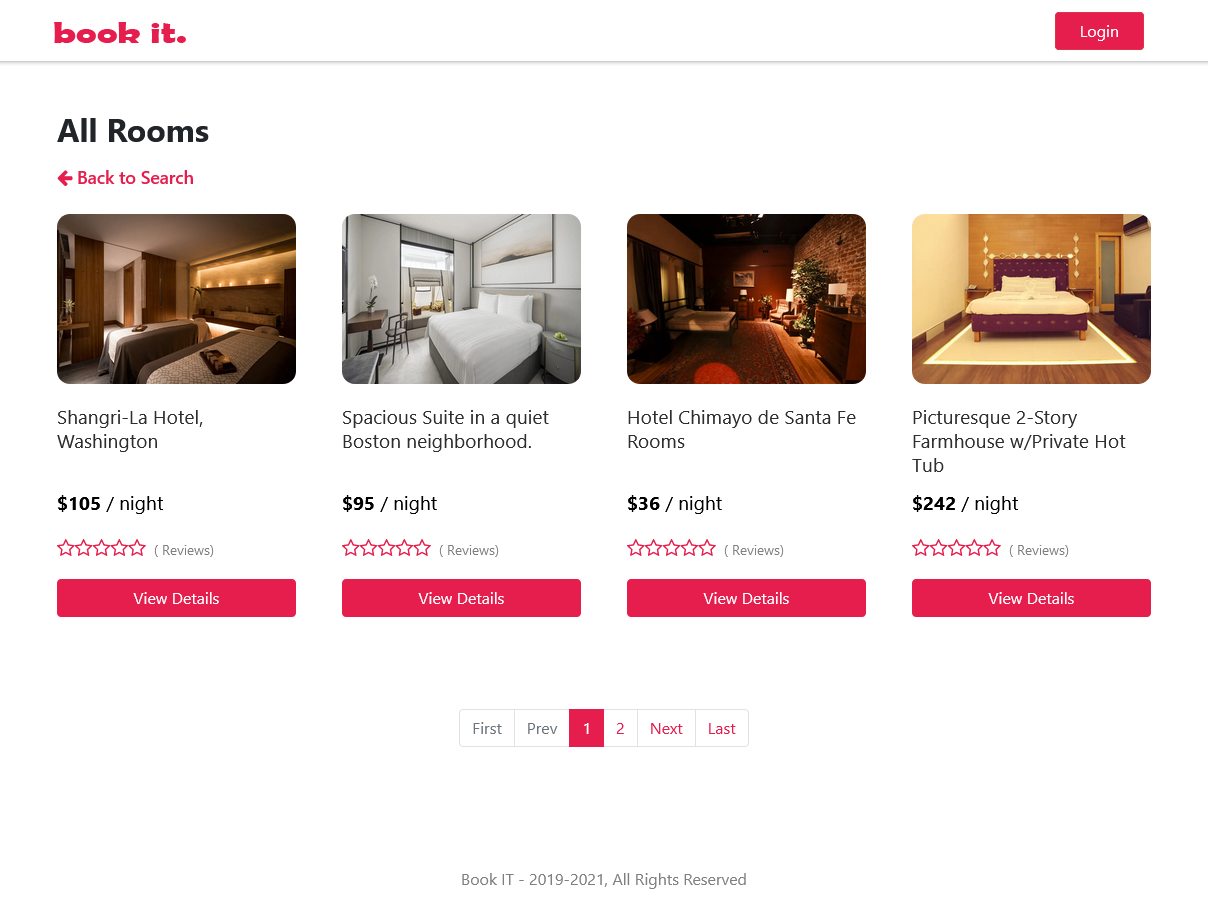 book it.
Login
All Rooms
Back to Search
Shangri-La Hotel,
Washington
$105 / night
( Reviews)
View Details
Spacious Suite in a quiet
Boston neighborhood.
$95 / night
( Reviews)
View Details
Hotel Chimayo de Santa Fe
Rooms
$36 / night
( Reviews)
View Details
Picturesque 2-Story
Farmhouse w/Private Hot
Tub
$242 / night
( Reviews)
View Details
First Prev 1 2 Next Last
Book IT - 2019-2021, All Rights Reserved